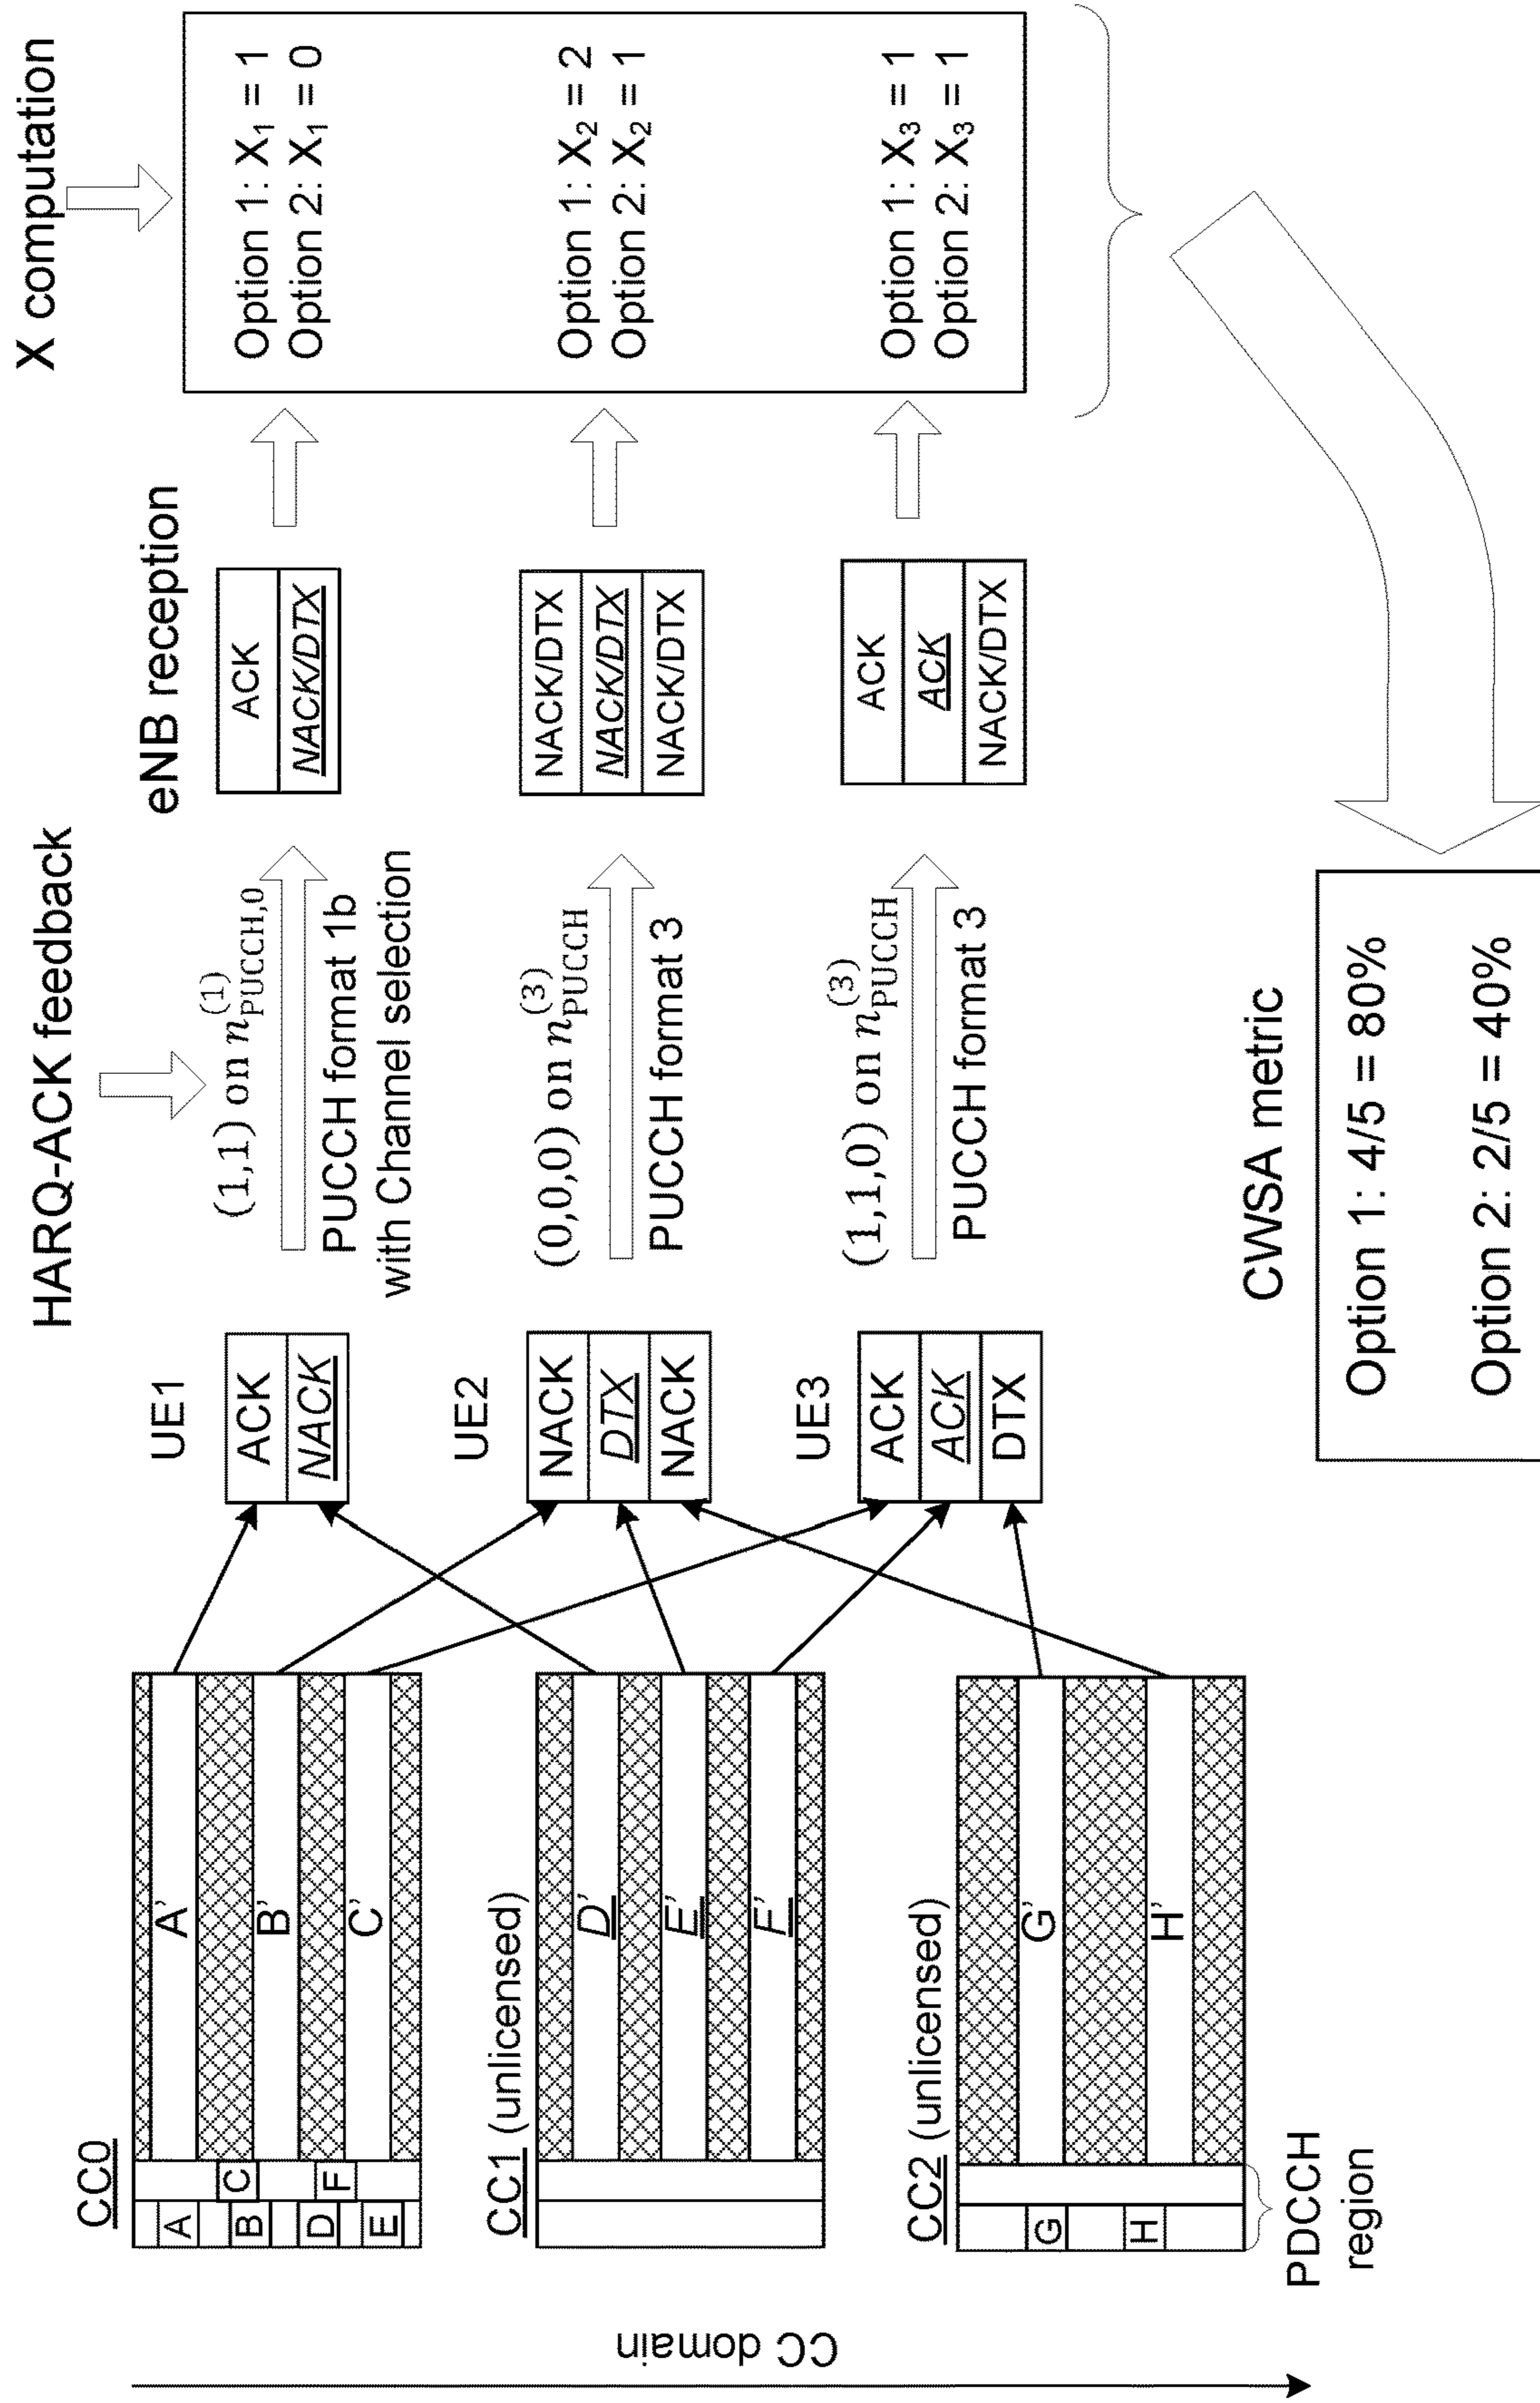 CC domain
CC0
A
B
C
D
E
F
A'
B'
C'
CC1 (unlicensed)
D'
E'
F'
CC2 (unlicensed)
G
H
G'
H'
PDCCH
region
HARQ-ACK feedback
UE1
ACK
NACK
(1,1) on n_{PUCCH,0}^{(1)}
PUCCH format 1b
with Channel selection
UE2
NACK
DTX
NACK
(0,0,0) on n_{PUCCH}^{(3)}
PUCCH format 3
UE3
ACK
ACK
DTX
(1,1,0) on n_{PUCCH}^{(3)}
PUCCH format 3
eNB reception
ACK
NACK/DTX
NACK/DTX
NACK/DTX
NACK/DTX
ACK
ACK
NACK/DTX
X computation
Option 1: X₁ = 1
Option 2: X₁ = 0
Option 1: X₂ = 2
Option 2: X₂ = 1
Option 1: X₃ = 1
Option 2: X₃ = 1
CWSA metric
Option 1: 4/5 = 80%
Option 2: 2/5 = 40%